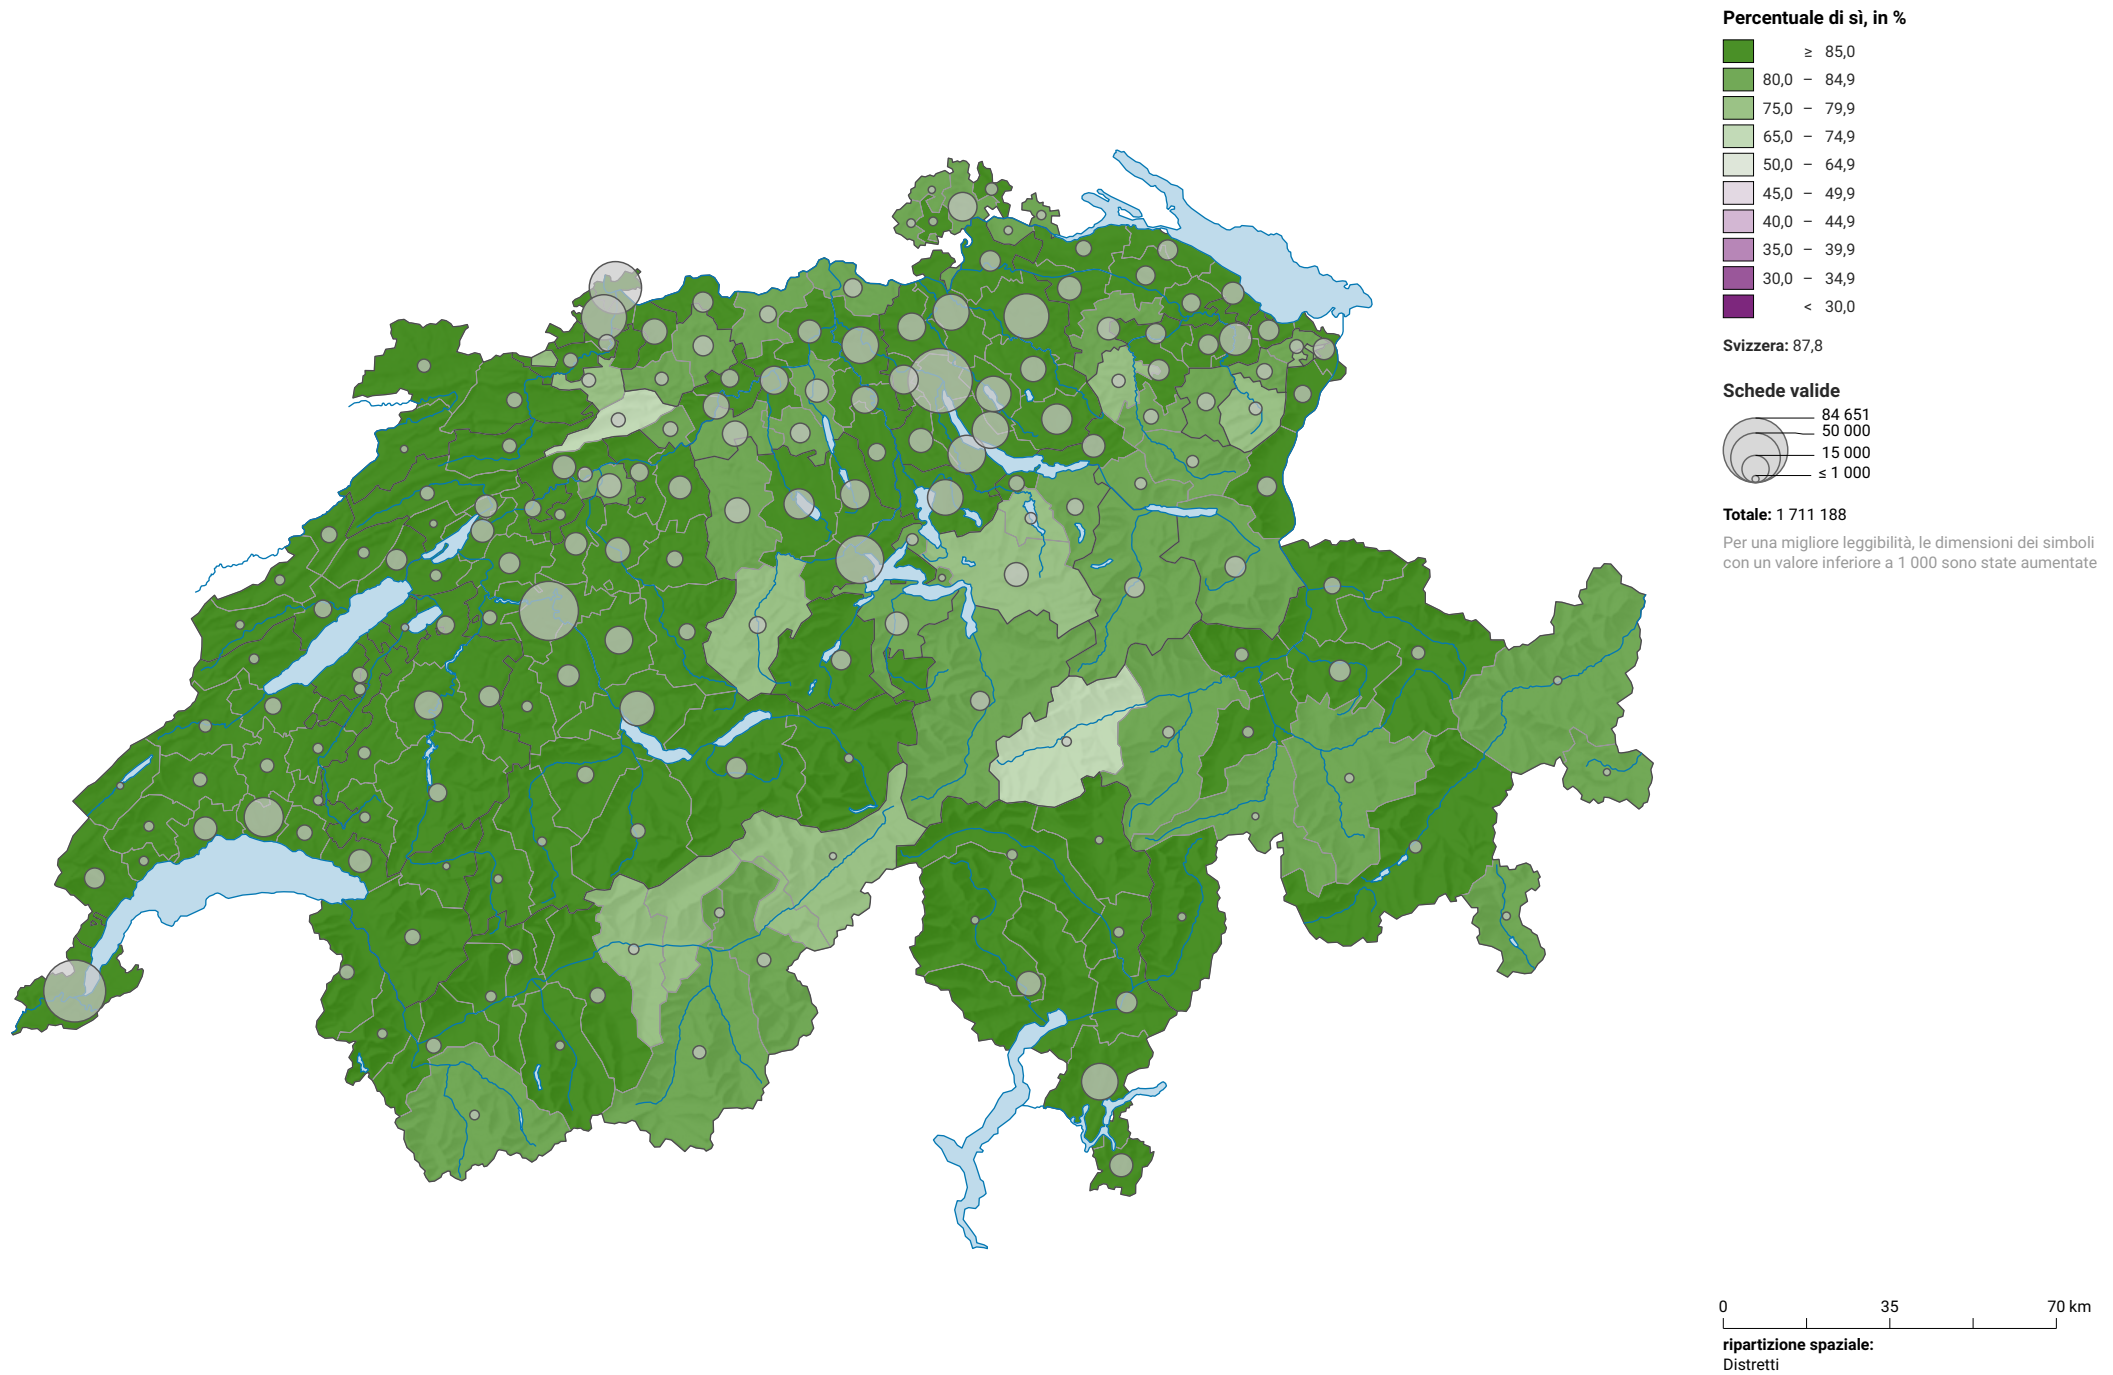 Percentuale di sì, in %
≥ 85,0
80,0 – 84,9
75,0 – 79,9
65,0 – 74,9
50,0 – 64,9
45,0 – 49,9
40,0 – 44,9
35,0 – 39,9
30,0 – 34,9
< 30,0
Svizzera: 87,8
Schede valide
84 651
50 000
15 000
≤ 1 000
Totale: 1 711 188
Per una migliore leggibilità, le dimensioni dei simboli
con un valore inferiore a 1 000 sono state aumentate
0 35 70 km
ripartizione spaziale:
Distretti